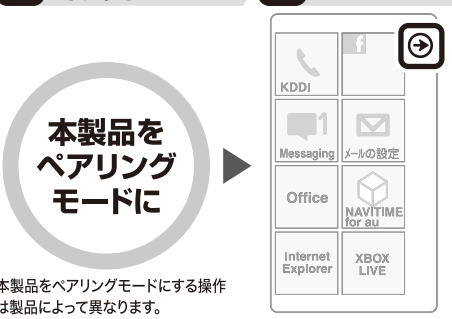 本製品を
ペアリング
モードに
本製品をペアリングモードにする操作
は製品によって異なります。
KDDI
f
Messaging
1
メールの設定
Office
NAVITIME
for au
Internet
Explorer
XBOX
LIVE